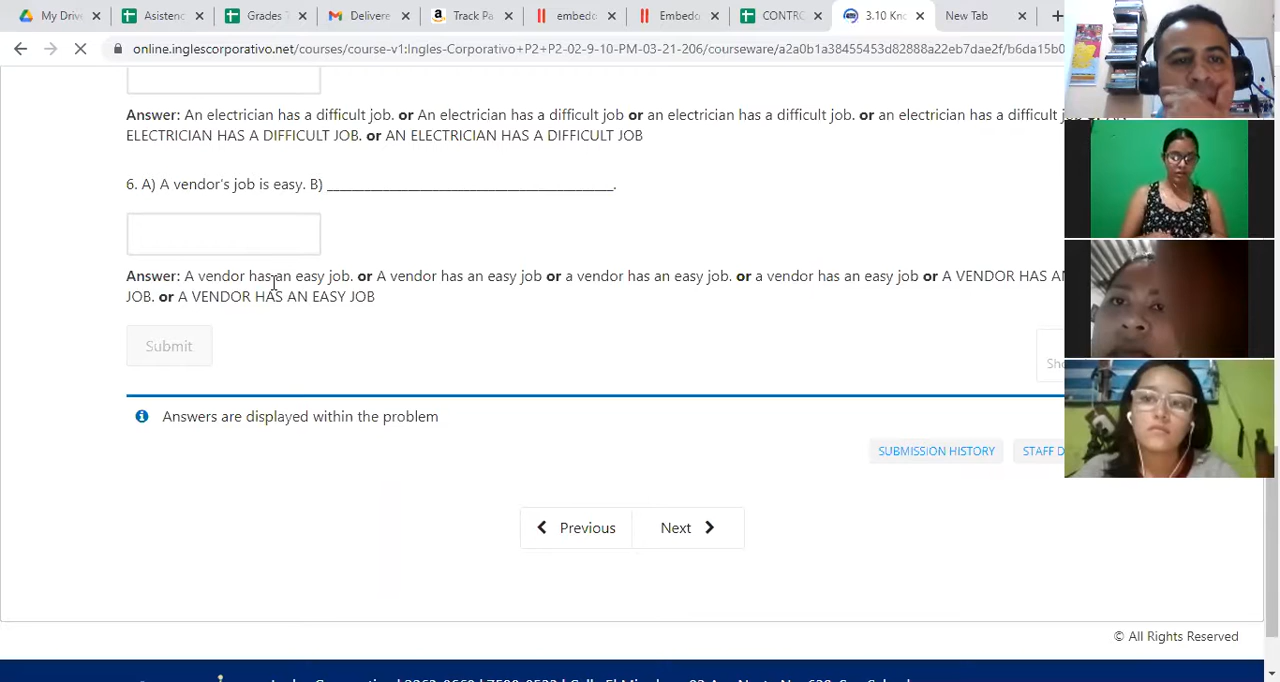 My Drive
Asistenc
Grades
Delivere
Track Pa
embedo
Embedo
CONTRO
3.10 Kno
New Tab
online.inglescorporativo.net/courses/course-v1:Ingles-Corporativo+P2+P2-02-9-10-PM-03-21-206/courseware/a2a0b1a38455453d82888a22eb7dae2f/b6da15b0
Answer: An electrician has a difficult job. or An electrician has a difficult job or an electrician has a difficult job. or an electrician has a difficult job or AN
ELECTRICIAN HAS A DIFFICULT JOB. or AN ELECTRICIAN HAS A DIFFICULT JOB
6. A) A vendor's job is easy. B) ________________________________________.
Answer: A vendor has an easy job. or A vendor has an easy job or a vendor has an easy job. or a vendor has an easy job or A VENDOR HAS AN
JOB. or A VENDOR HAS AN EASY JOB
Submit
Sho
Answers are displayed within the problem
SUBMISSION HISTORY
STAFF D
Previous
Next
© All Rights Reserved